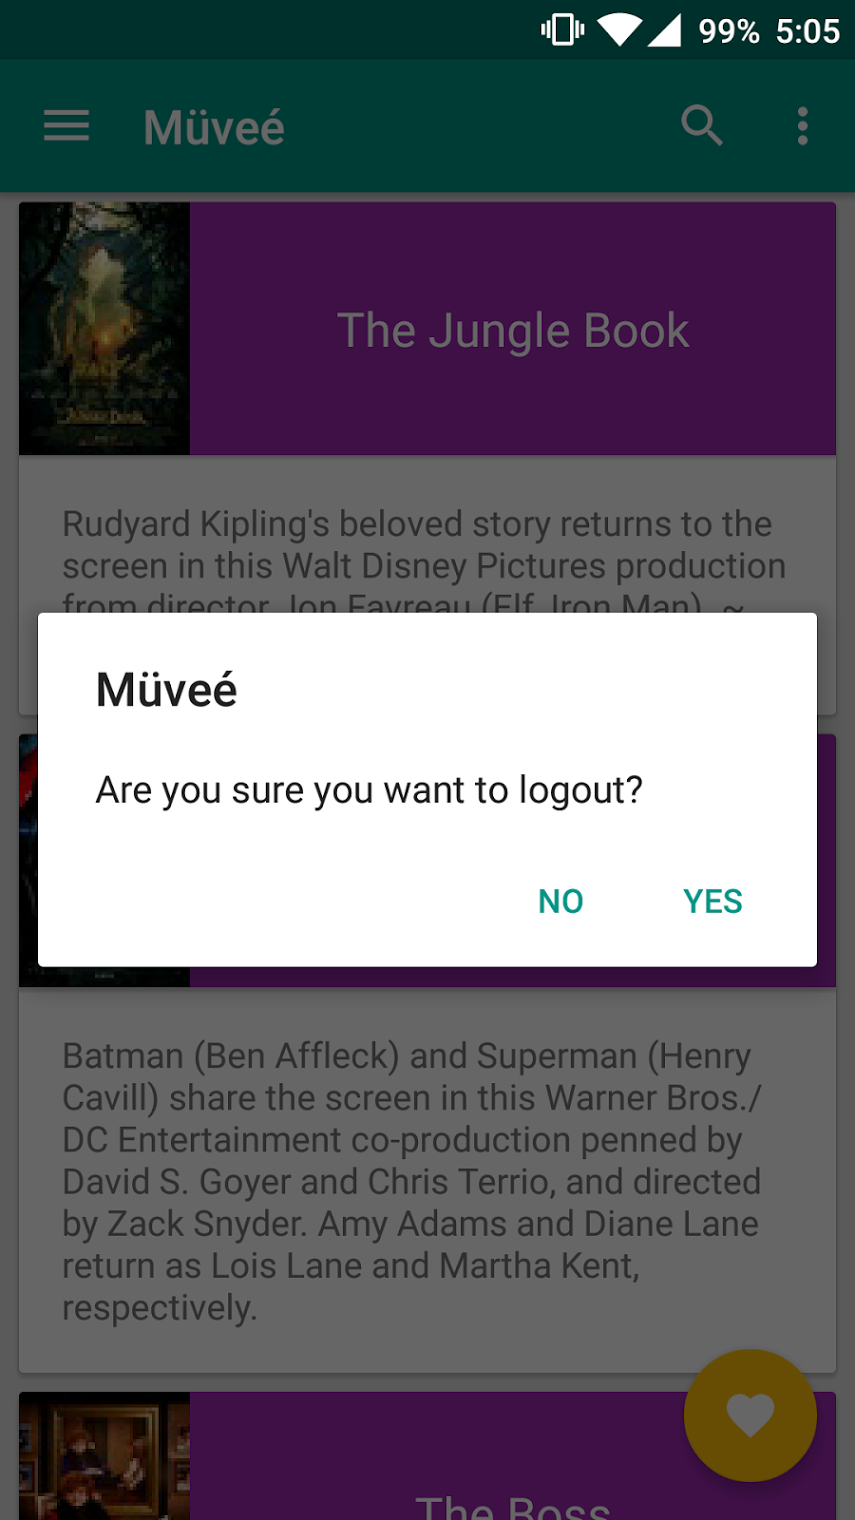 99% 5:05
Müveé
The Jungle Book
Rudyard Kipling's beloved story returns to the
screen in this Walt Disney Pictures production
from director Jon Favreau (Elf, Iron Man). ~
Müveé
Are you sure you want to logout?
NO YES
Batman (Ben Affleck) and Superman (Henry
Cavill) share the screen in this Warner Bros./
DC Entertainment co-production penned by
David S. Goyer and Chris Terrio, and directed
by Zack Snyder. Amy Adams and Diane Lane
return as Lois Lane and Martha Kent,
respectively.
The Boss